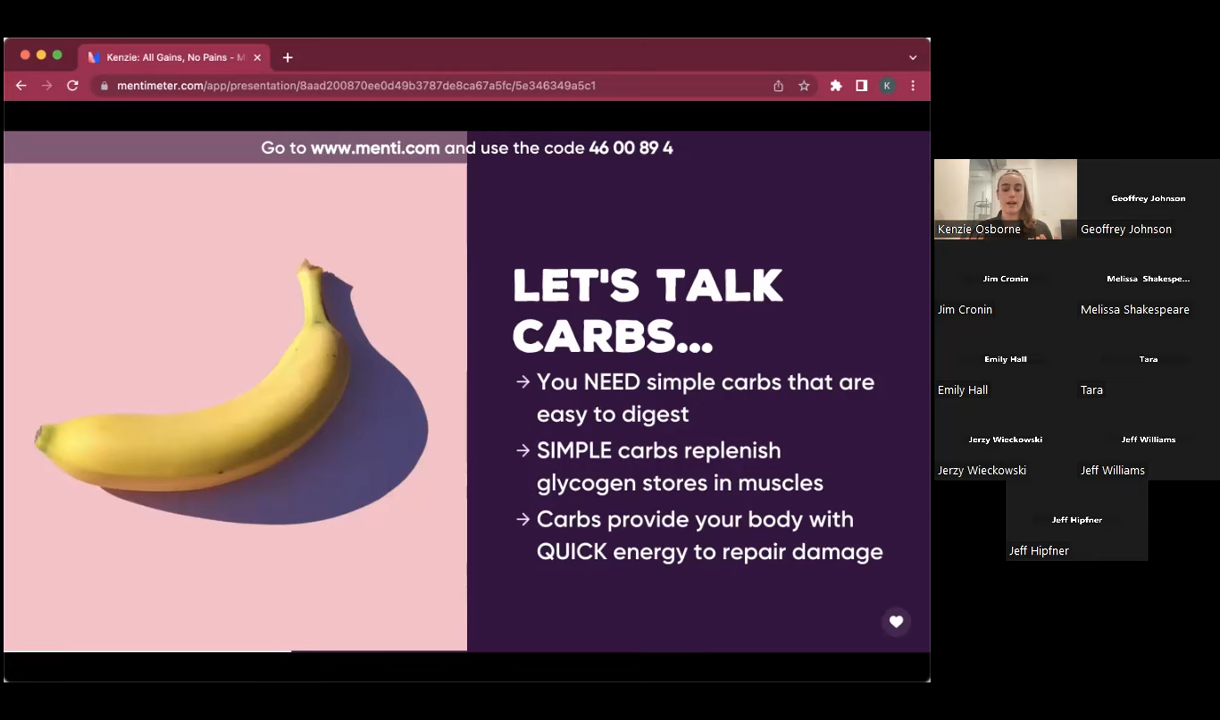 Kenzie: All Gains, No Pains - M
mentimeter.com/app/presentation/8aad200870ee0d49b3787de8ca67a5fc/5e346349a5c1
K
Go to www.menti.com and use the code 46 00 89 4
LET'S TALK
CARBS...
→ You NEED simple carbs that are
easy to digest
→ SIMPLE carbs replenish
glycogen stores in muscles
→ Carbs provide your body with
QUICK energy to repair damage
Kenzie Osborne
Geoffrey Johnson
Geoffrey Johnson
Jim Cronin
Jim Cronin
Melissa Shakespe...
Melissa Shakespeare
Emily Hall
Emily Hall
Tara
Tara
Jerzy Wieckowski
Jerzy Wieckowski
Jeff Williams
Jeff Williams
Jeff Hipfner
Jeff Hipfner